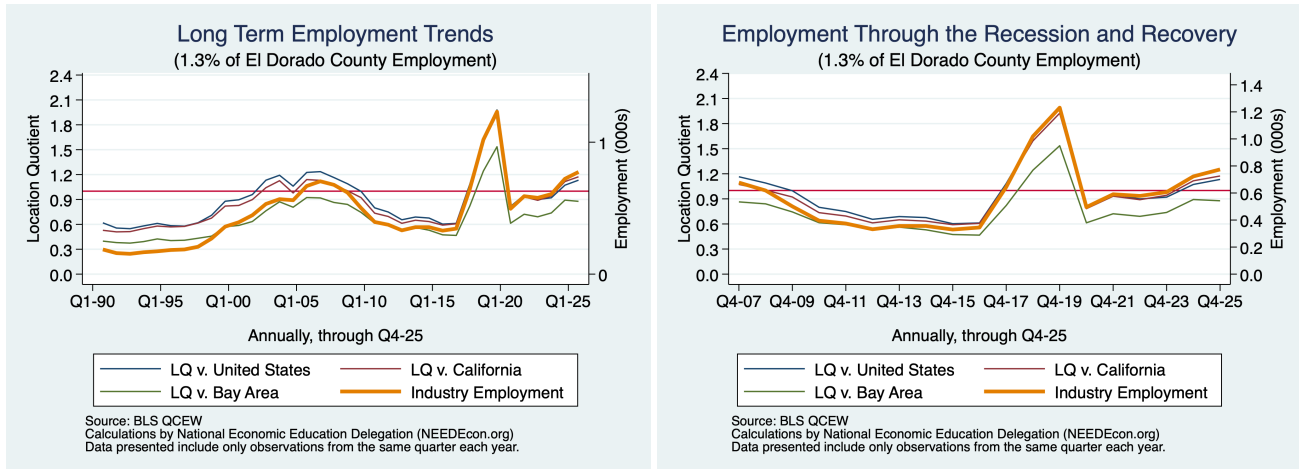 Long Term Employment Trends
(1.3% of El Dorado County Employment)
Location Quotient
2.4
2.1
1.8
1.5
1.2
0.9
0.6
0.3
0.0
1
0
Employment (000s)
Q1-90 Q1-95 Q1-00 Q1-05 Q1-10 Q1-15 Q1-20 Q1-25
Annually, through Q4-25
LQ v. United States LQ v. California
LQ v. Bay Area Industry Employment
Source: BLS QCEW
Calculations by National Economic Education Delegation (NEEDEcon.org)
Data presented include only observations from the same quarter each year.
Employment Through the Recession and Recovery
(1.3% of El Dorado County Employment)
Location Quotient
2.4
2.1
1.8
1.5
1.2
0.9
0.6
0.3
0.0
1.4
1.2
1.0
0.8
0.6
0.4
0.2
0.0
Employment (000s)
Q4-07 Q4-09 Q4-11 Q4-13 Q4-15 Q4-17 Q4-19 Q4-21 Q4-23 Q4-25
Annually, through Q4-25
LQ v. United States LQ v. California
LQ v. Bay Area Industry Employment
Source: BLS QCEW
Calculations by National Economic Education Delegation (NEEDEcon.org)
Data presented include only observations from the same quarter each year.